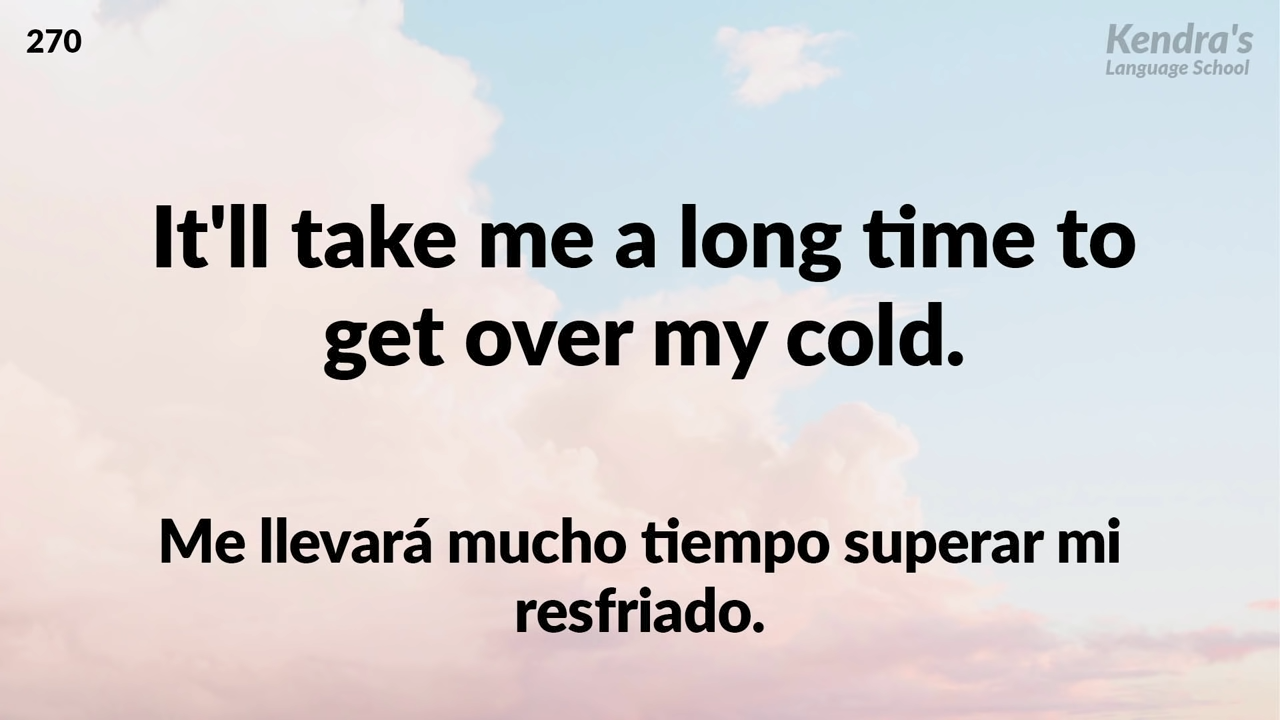 270
Kendra's
Language School
It'll take me a long time to
get over my cold.
Me llevará mucho tiempo superar mi
resfriado.